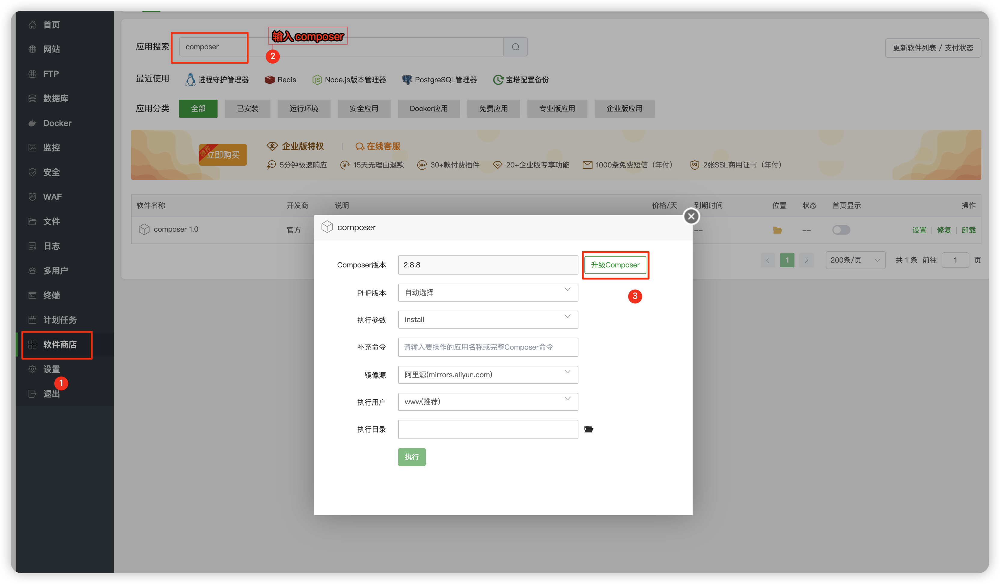 首页
网站
FTP
数据库
Docker
监控
安全
WAF
文件
日志
多用户
终端
计划任务
软件商店
设置
1
退出
应用搜索 composer
输入 composer
2
更新软件列表 / 支付状态
最近使用 进程守护管理器 Redis Node.js版本管理器 PostgreSQL管理器 宝塔配置备份
应用分类 全部 已安装 运行环境 安全应用 Docker应用 免费应用 专业版应用 企业版应用
推荐 立即购买
企业版特权 在线客服
5分钟极速响应 15天无理由退款 30+ 30+款付费插件 20+企业版专享功能 1000条免费短信（年付） SSL 2张SSL商用证书（年付）
软件名称 开发商 说明 价格/天 到期时间 位置 状态 首页显示 操作
composer 1.0 官方 -- -- 设置 | 修复 | 卸载
1 200条/页 共 1 条 前往 1 页
composer
Composer版本 2.8.8 升级Composer
PHP版本 自动选择
3
执行参数 install
补充命令 请输入要操作的应用名称或完整Composer命令
镜像源 阿里源(mirrors.aliyun.com)
执行用户 www(推荐)
执行目录
执行